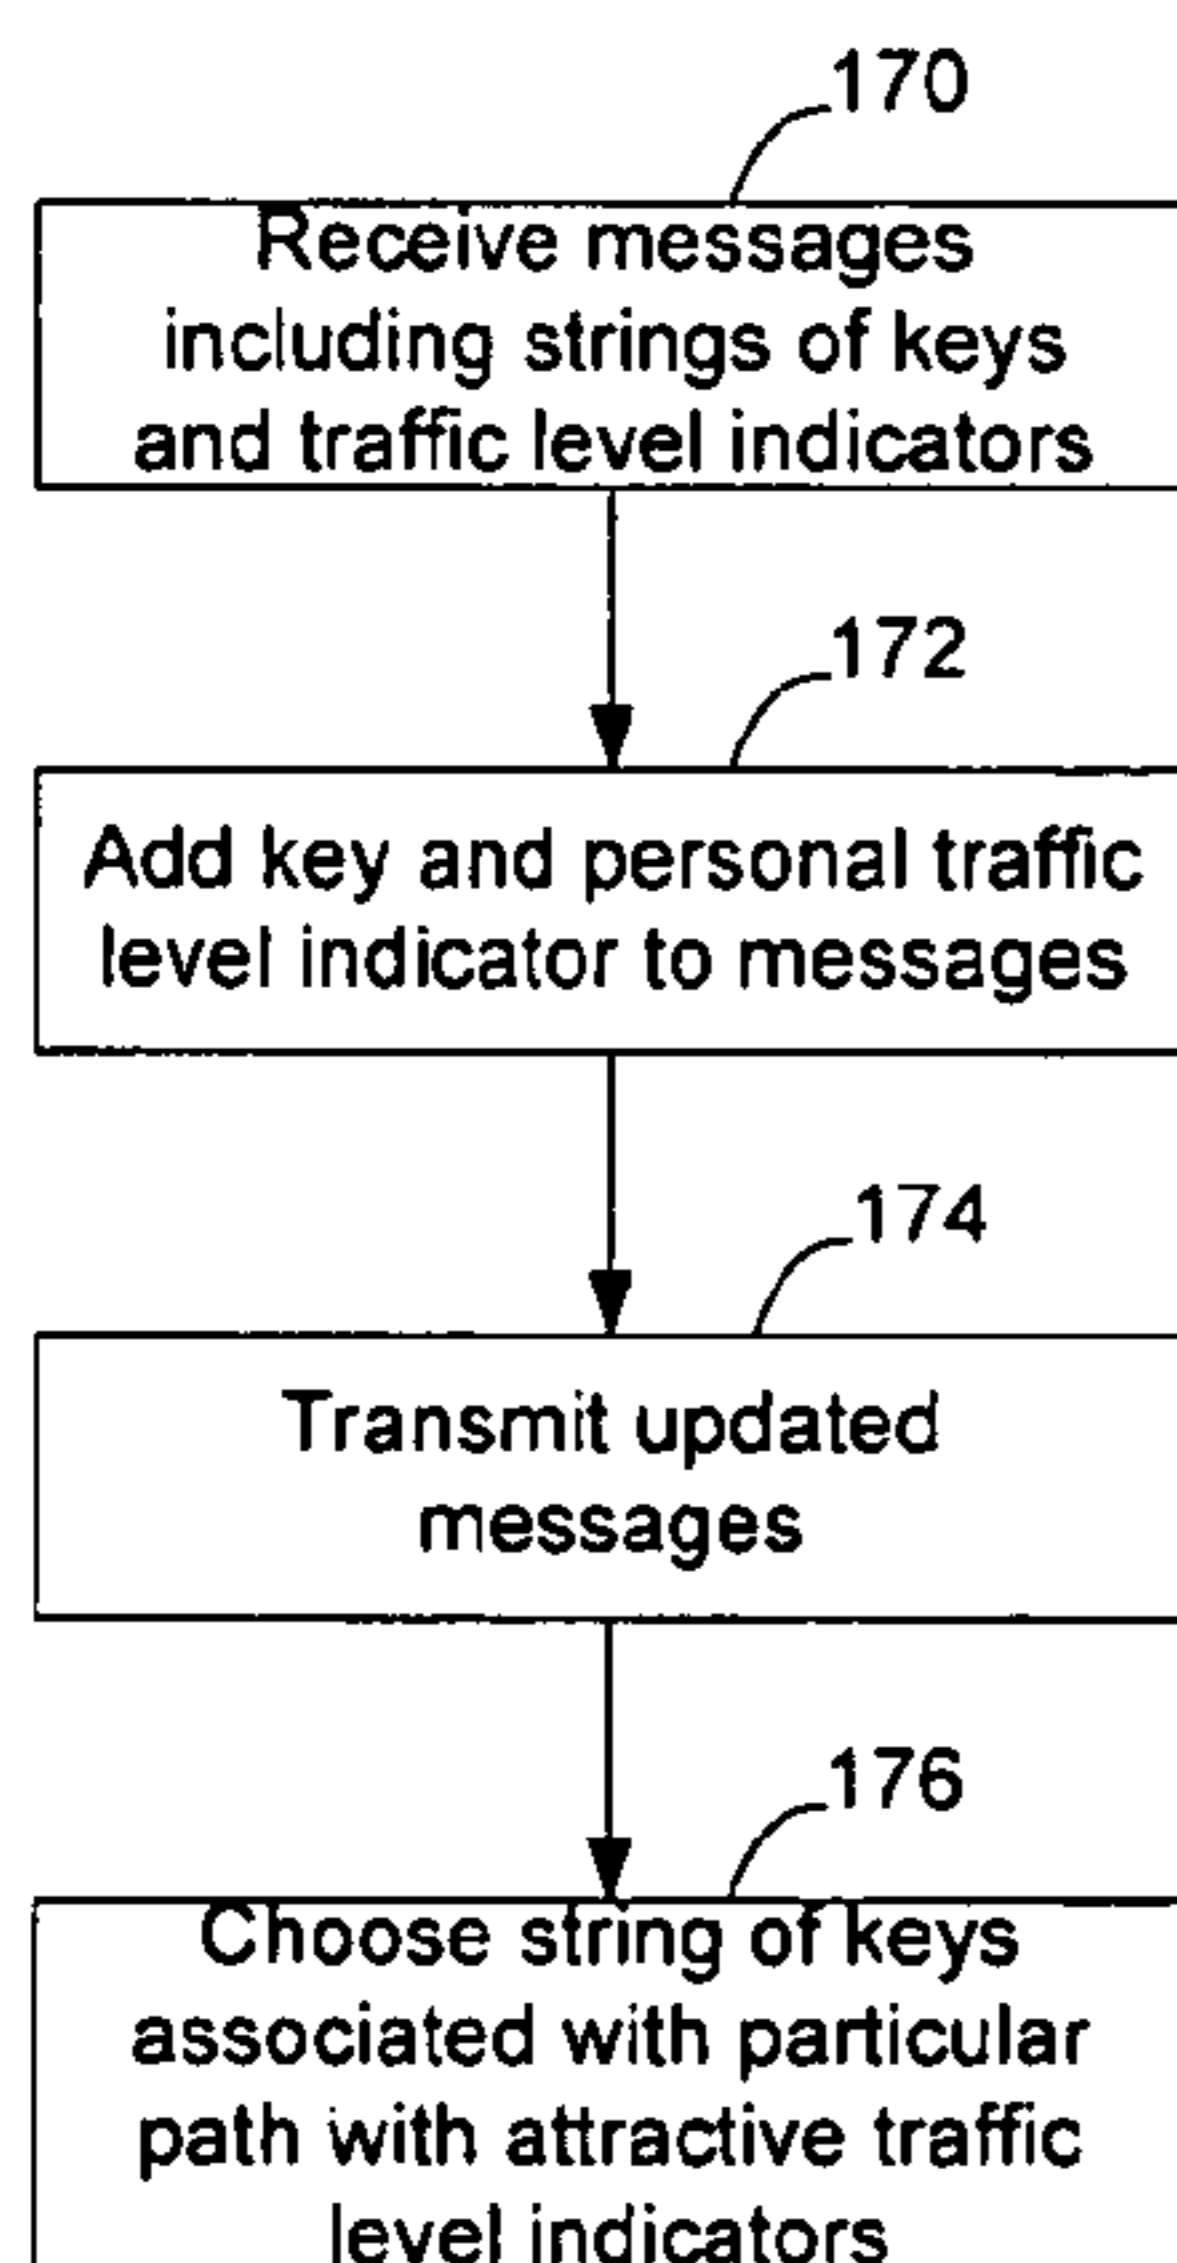 170
Receive messages
including strings of keys
and traffic level indicators
172
Add key and personal traffic
level indicator to messages
174
Transmit updated
messages
176
Choose string of keys
associated with particular
path with attractive traffic
level indicators